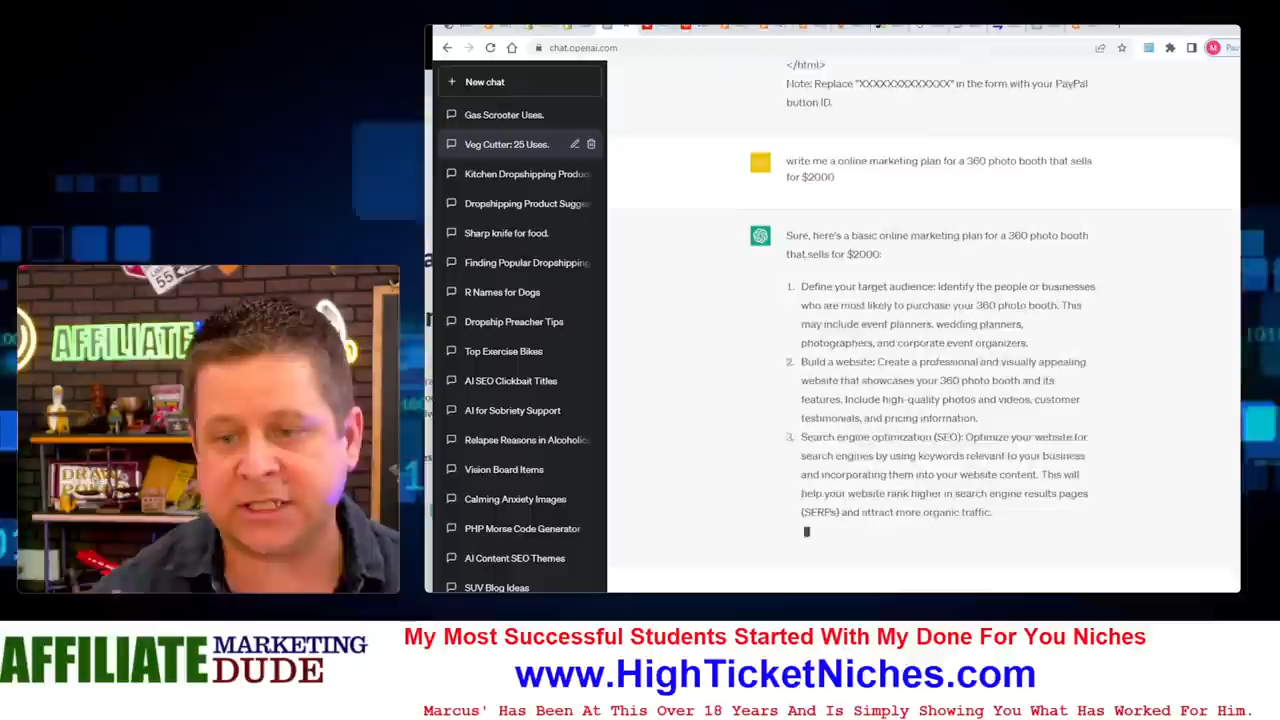 chat.openai.com
M
New chat
Gas Scrooter Uses.
Veg Cutter: 25 Uses.
Kitchen Dropshipping Produc
Dropshipping Product Sugges
Sharp knife for food.
Finding Popular Dropshipping
R Names for Dogs
Dropship Preacher Tips
Top Exercise Bikes
AI SEO Clickbait Titles
AI for Sobriety Support
Relapse Reasons in Alcoholics
Vision Board Items
Calming Anxiety Images
PHP Morse Code Generator
AI Content SEO Themes
SUV Blog Ideas
</html>
Note: Replace "XXXXXXXXXXXXX" in the form with your PayPal
button ID.
write me a online marketing plan for a 360 photo booth that sells
for $2000
Sure, here's a basic online marketing plan for a 360 photo booth
that sells for $2000:
1. Define your target audience: Identify the people or businesses
who are most likely to purchase your 360 photo booth. This
may include event planners, wedding planners,
photographers, and corporate event organizers.
2. Build a website: Create a professional and visually appealing
website that showcases your 360 photo booth and its
features. Include high-quality photos and videos, customer
testimonials, and pricing information.
3. Search engine optimization (SEO): Optimize your website for
search engines by using keywords relevant to your business
and incorporating them into your website content. This will
help your website rank higher in search engine results pages
(SERPs) and attract more organic traffic.
AFFILIATE
AFFILIATE MARKETING DUDE
My Most Successful Students Started With My Done For You Niches
www.HighTicketNiches.com
Marcus' Has Been At This Over 18 Years And Is Simply Showing You What Has Worked For Him.